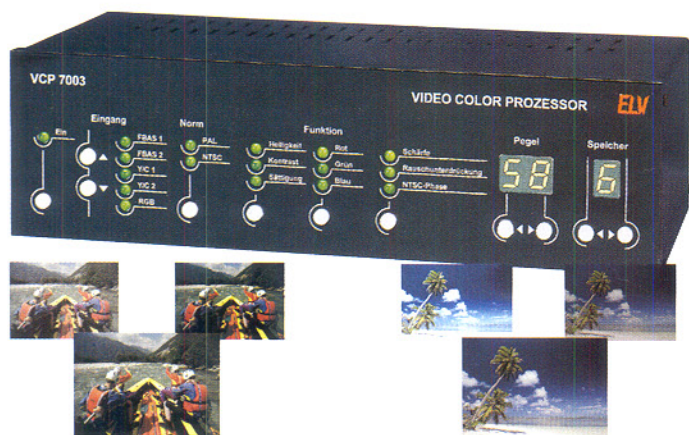 VCP 7003
VIDEO COLOR PROZESSOR ELV
Eingang
Norm
Funktion
Pegel
Speicher
Ein
FBAS 1
FBAS 2
Y/C 1
Y/C 2
RGB
PAL
NTSC
Helligkeit
Kontrast
Sättigung
Rot
Grün
Blau
Schärfe
Rauschunterdrückung
NTSC-Phase
58
6